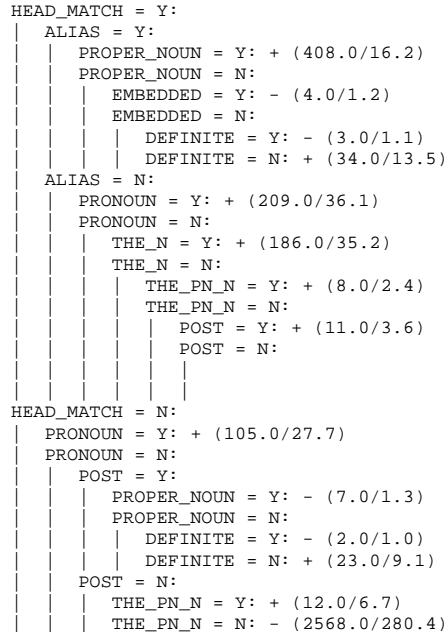 HEAD_MATCH = Y:
|   ALIAS = Y:
|   |   PROPER_NOUN = Y: + (408.0/16.2)
|   |   PROPER_NOUN = N:
|   |   |   EMBEDDED = Y: - (4.0/1.2)
|   |   |   EMBEDDED = N:
|   |   |   |   DEFINITE = Y: - (3.0/1.1)
|   |   |   |   DEFINITE = N: + (34.0/13.5)
|   ALIAS = N:
|   |   PRONOUN = Y: + (209.0/36.1)
|   |   PRONOUN = N:
|   |   |   THE_N = Y: + (186.0/35.2)
|   |   |   THE_N = N:
|   |   |   |   THE_PN_N = Y: + (8.0/2.4)
|   |   |   |   THE_PN_N = N:
|   |   |   |   |   POST = Y: + (11.0/3.6)
|   |   |   |   |   POST = N:
|   |   |   |   |   |
|   |   |   |   |   |
|   |   |   |   |   |
HEAD_MATCH = N:
|   PRONOUN = Y: + (105.0/27.7)
|   PRONOUN = N:
|   |   POST = Y:
|   |   |   PROPER_NOUN = Y: - (7.0/1.3)
|   |   |   PROPER_NOUN = N:
|   |   |   |   DEFINITE = Y: - (2.0/1.0)
|   |   |   |   DEFINITE = N: + (23.0/9.1)
|   |   POST = N:
|   |   |   THE_PN_N = Y: + (12.0/6.7)
|   |   |   THE_PN_N = N: - (2568.0/280.4)